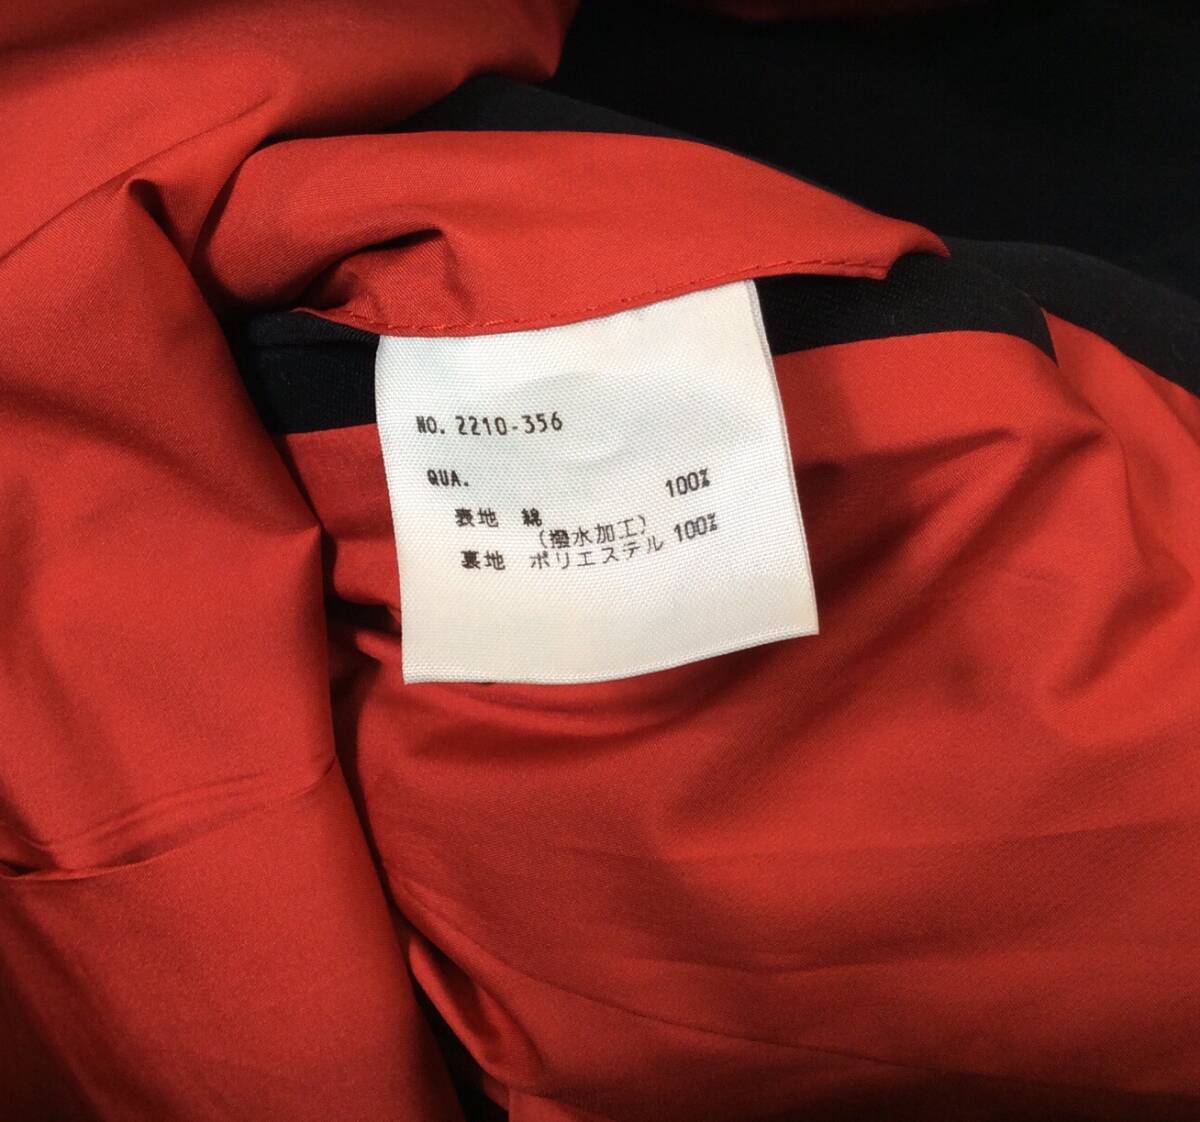 NO. 2210-356
QUA.
表地 綿 100%
(撥水加工)
裏地 ポリエステル 100%